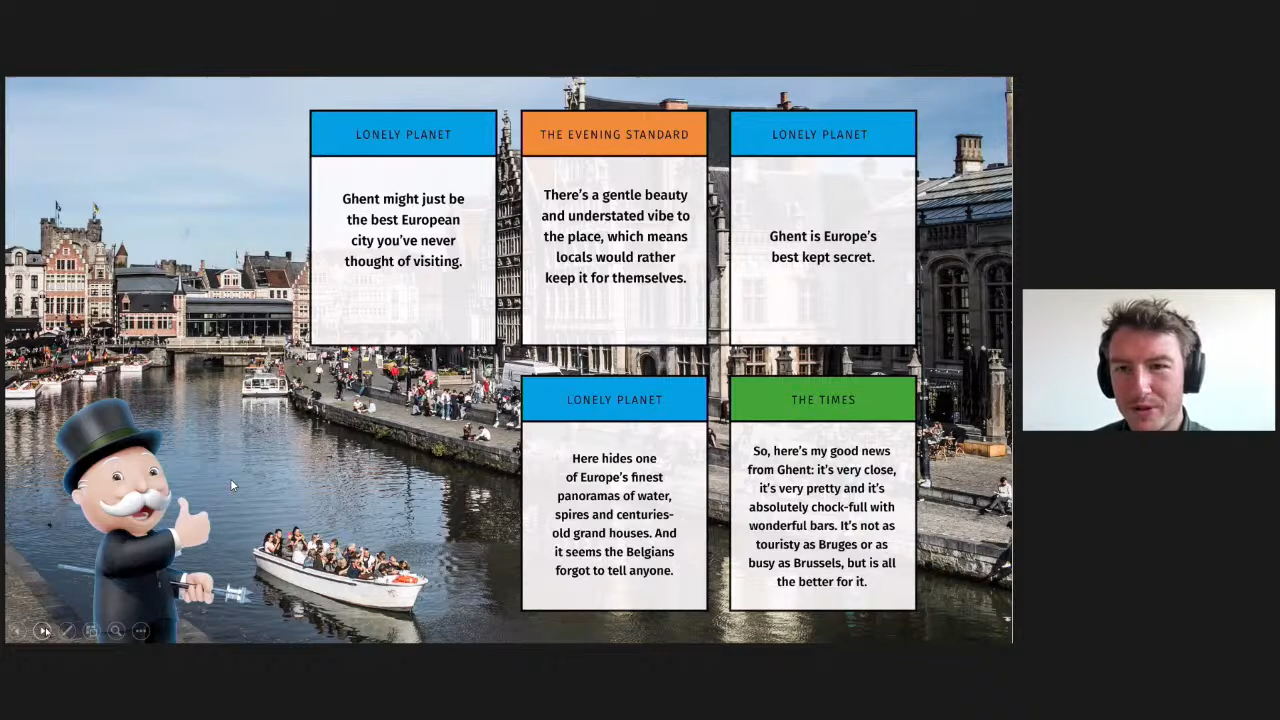 LONELY PLANET
Ghent might just be
the best European
city you’ve never
thought of visiting.
THE EVENING STANDARD
There’s a gentle beauty
and understated vibe to
the place, which means
locals would rather
keep it for themselves.
LONELY PLANET
Ghent is Europe’s
best kept secret.
LONELY PLANET
Here hides one
of Europe’s finest
panoramas of water,
spires and centuries-
old grand houses. And
it seems the Belgians
forgot to tell anyone.
THE TIMES
So, here’s my good news
from Ghent: it’s very close,
it’s very pretty and it’s
absolutely chock-full with
wonderful bars. It’s not as
touristy as Bruges or as
busy as Brussels, but is all
the better for it.